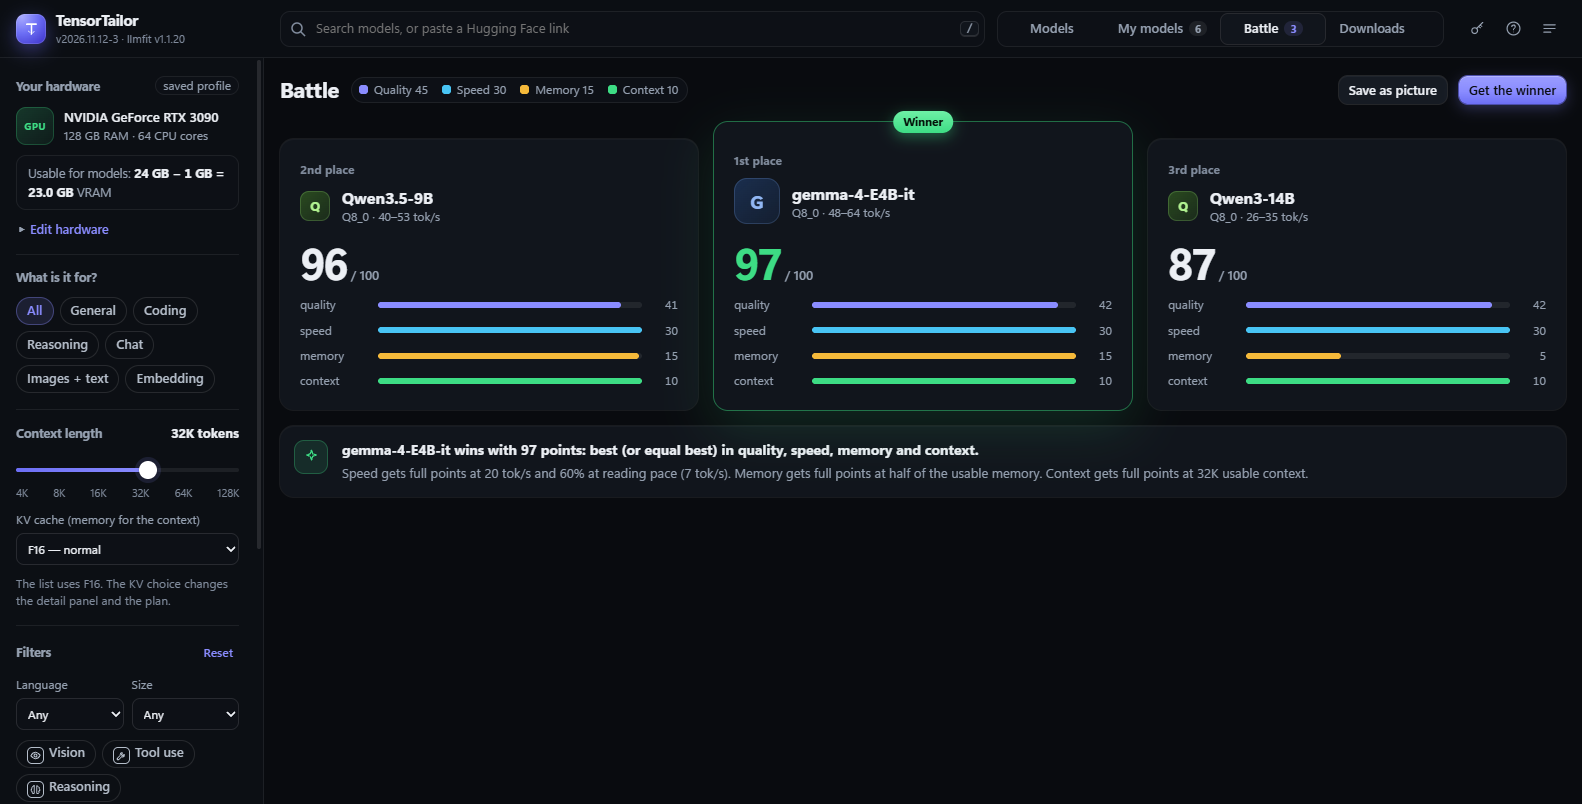 TensorTailor
v2026.11.12-3 · llmfit v1.1.20
Search models, or paste a Hugging Face link
/
Models
My models 6
Battle 3
Downloads
Your hardware
saved profile
GPU
NVIDIA GeForce RTX 3090
128 GB RAM · 64 CPU cores
Usable for models: 24 GB − 1 GB =
23.0 GB VRAM
▸ Edit hardware
What is it for?
All
General
Coding
Reasoning
Chat
Images + text
Embedding
Context length
32K tokens
4K
8K
16K
32K
64K
128K
KV cache (memory for the context)
F16 — normal
The list uses F16. The KV choice changes
the detail panel and the plan.
Filters
Reset
Language
Size
Any
Any
Vision
Tool use
Reasoning
Battle
Quality 45
Speed 30
Memory 15
Context 10
Save as picture
Get the winner
2nd place
Q
Qwen3.5-9B
Q8_0 · 40–53 tok/s
96 / 100
quality 41
speed 30
memory 15
context 10
Winner
1st place
G
gemma-4-E4B-it
Q8_0 · 48–64 tok/s
97 / 100
quality 42
speed 30
memory 15
context 10
3rd place
Q
Qwen3-14B
Q8_0 · 26–35 tok/s
87 / 100
quality 42
speed 30
memory 5
context 10
gemma-4-E4B-it wins with 97 points: best (or equal best) in quality, speed, memory and context.
Speed gets full points at 20 tok/s and 60% at reading pace (7 tok/s). Memory gets full points at half of the usable memory. Context gets full points at 32K usable context.